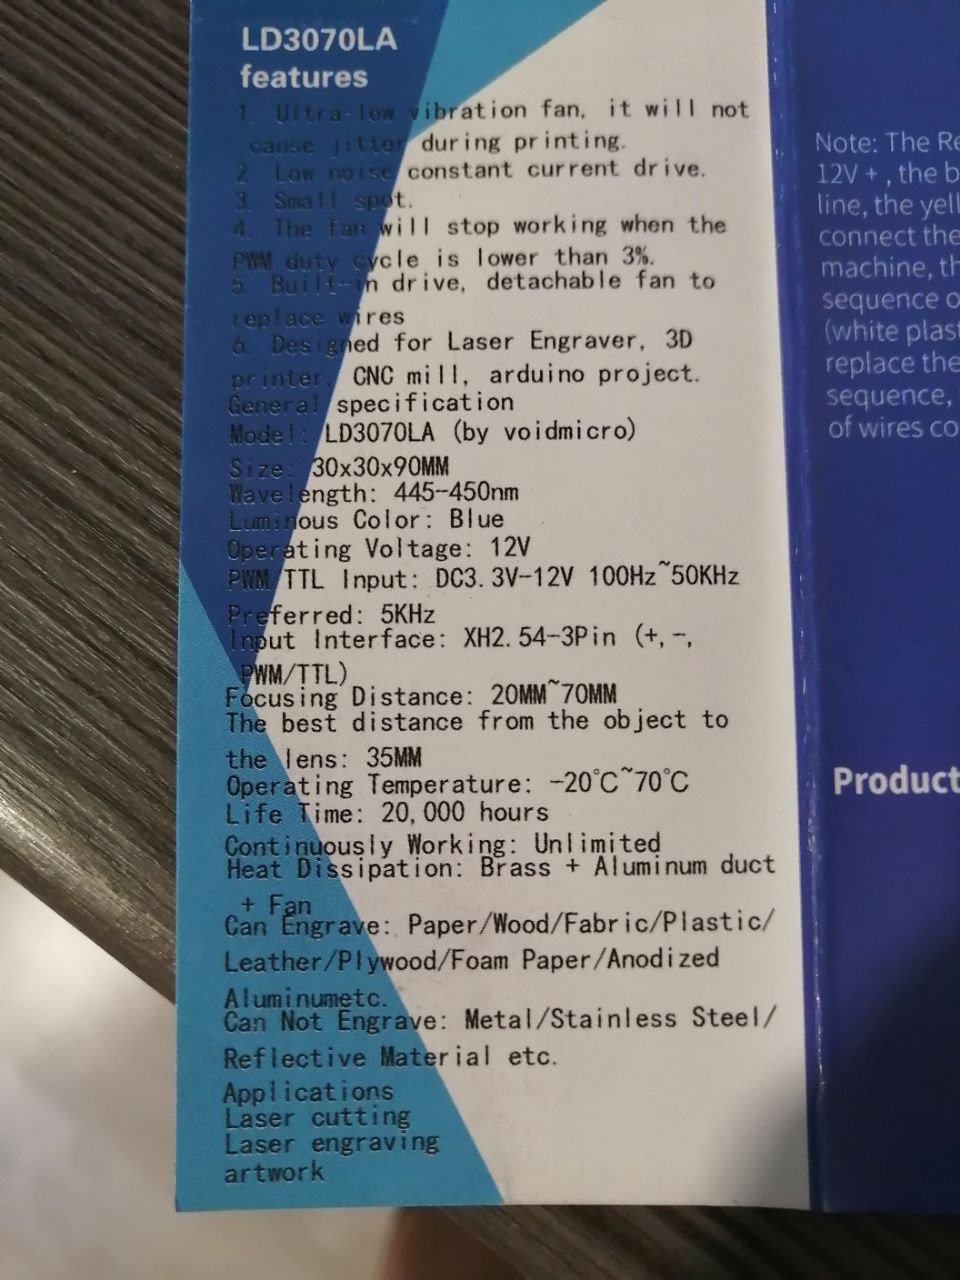 LD3070LA
features
1. Ultra-low vibration fan, it will not
cause jitter during printing.
2 Low noise constant current drive.
3. Small spot.
4. The fan will stop working when the
PWM duty cycle is lower than 3%.
5. Built-in drive, detachable fan to
replace wires
6. Designed for Laser Engraver, 3D
printer, CNC mill, arduino project.
General specification
Model: LD3070LA (by voidmicro)
Size: 30x30x90MM
Wavelength: 445-450nm
Luminous Color: Blue
Operating Voltage: 12V
PWM/TTL Input: DC3.3V-12V 100Hz~50KHz
Preferred: 5KHz
Input Interface: XH2.54-3Pin (+,-,
PWM/TTL)
Focusing Distance: 20MM~70MM
The best distance from the object to
the lens: 35MM
Operating Temperature: -20℃~70℃
Life Time: 20,000 hours
Continuously Working: Unlimited
Heat Dissipation: Brass + Aluminum duct
+ Fan
Can Engrave: Paper/Wood/Fabric/Plastic/
Leather/Plywood/Foam Paper/Anodized
Aluminumetc.
Can Not Engrave: Metal/Stainless Steel/
Reflective Material etc.
Applications
Laser cutting
Laser engraving
artwork
Note: The
12V + , the
line, the
connect the
machine,
sequence
(white
replace the
sequence,
of wires
Product